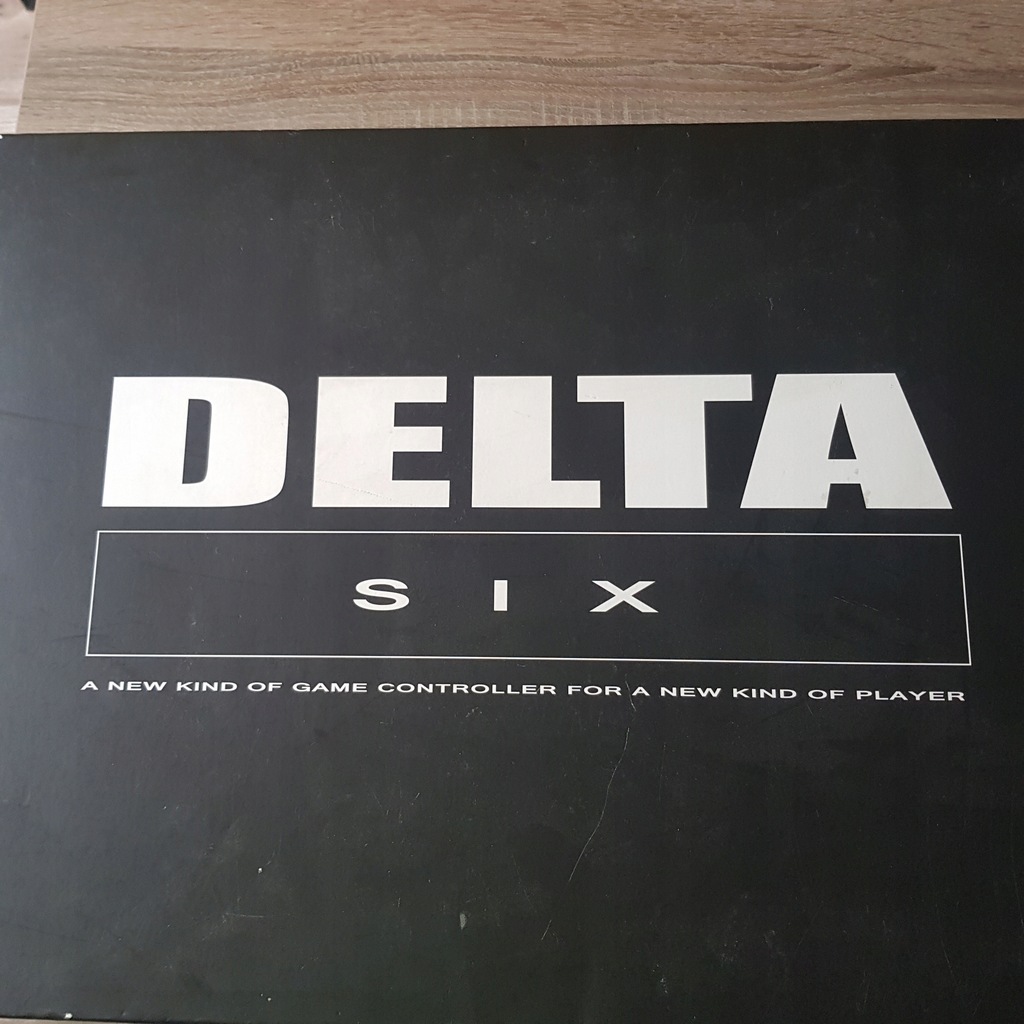 DELTA
SIX
A NEW KIND OF GAME CONTROLLER FOR A NEW KIND OF PLAYER